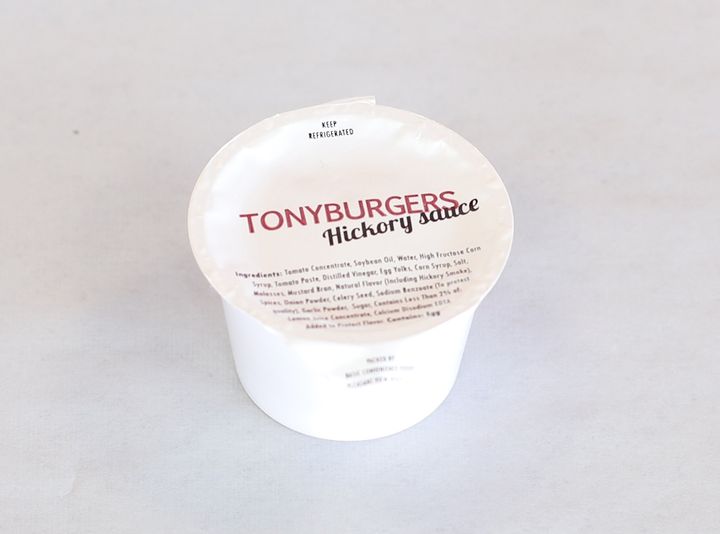 KEEP
REFRIGERATED
TONYBURGERS
Hickory sauce
Ingredients: Tomato Concentrate, Soybean Oil, Water, High Fructose Corn
Syrup, Tomato Paste, Distilled Vinegar, Egg Yolks, Corn Syrup, Salt,
Molasses, Mustard Bran, Natural Flavor (Including Hickory Smoke),
Spices, Onion Powder, Celery Seed, Sodium Benzoate (To protect
quality), Garlic Powder, Sugar, Contains Less Than 2% of:
Lemon Juice Concentrate, Calcium Disodium EDTA
Added to Protect Flavor. Contains: Egg
PACKED BY